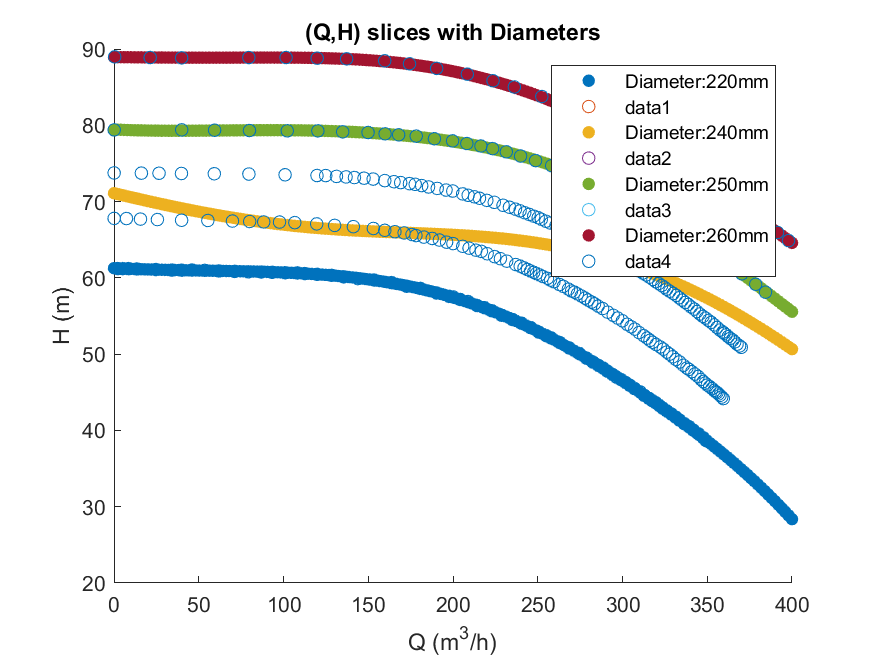 (Q,H) slices with Diameters
90
80
70
60
50
40
30
20
H (m)
0 50 100 150 200 250 300 350 400
Q (m³/h)
Diameter:220mm
data1
Diameter:240mm
data2
Diameter:250mm
data3
Diameter:260mm
data4